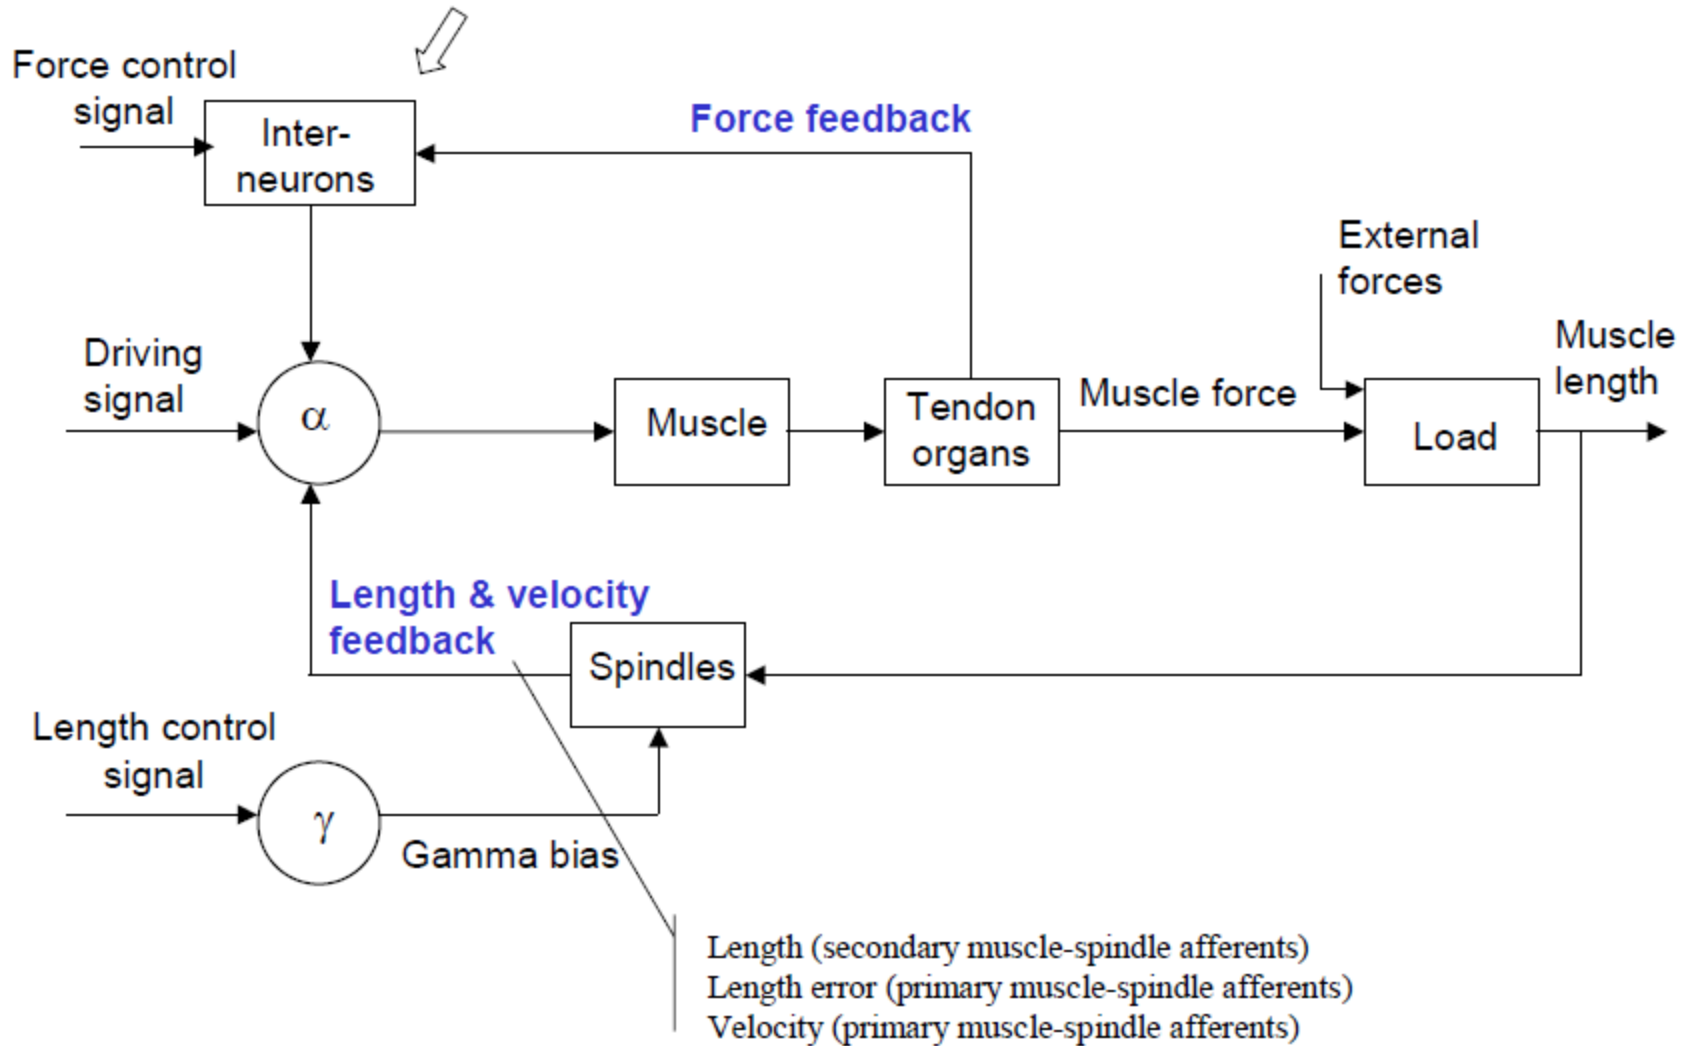 Force control
signal
Inter-
neurons
Force feedback
External
forces
Driving
signal
α
Muscle
Tendon
organs
Muscle force
Load
Muscle
length
Length & velocity
feedback
Spindles
Length control
signal
γ
Gamma bias
Length (secondary muscle-spindle afferents)
Length error (primary muscle-spindle afferents)
Velocity (primary muscle-spindle afferents)